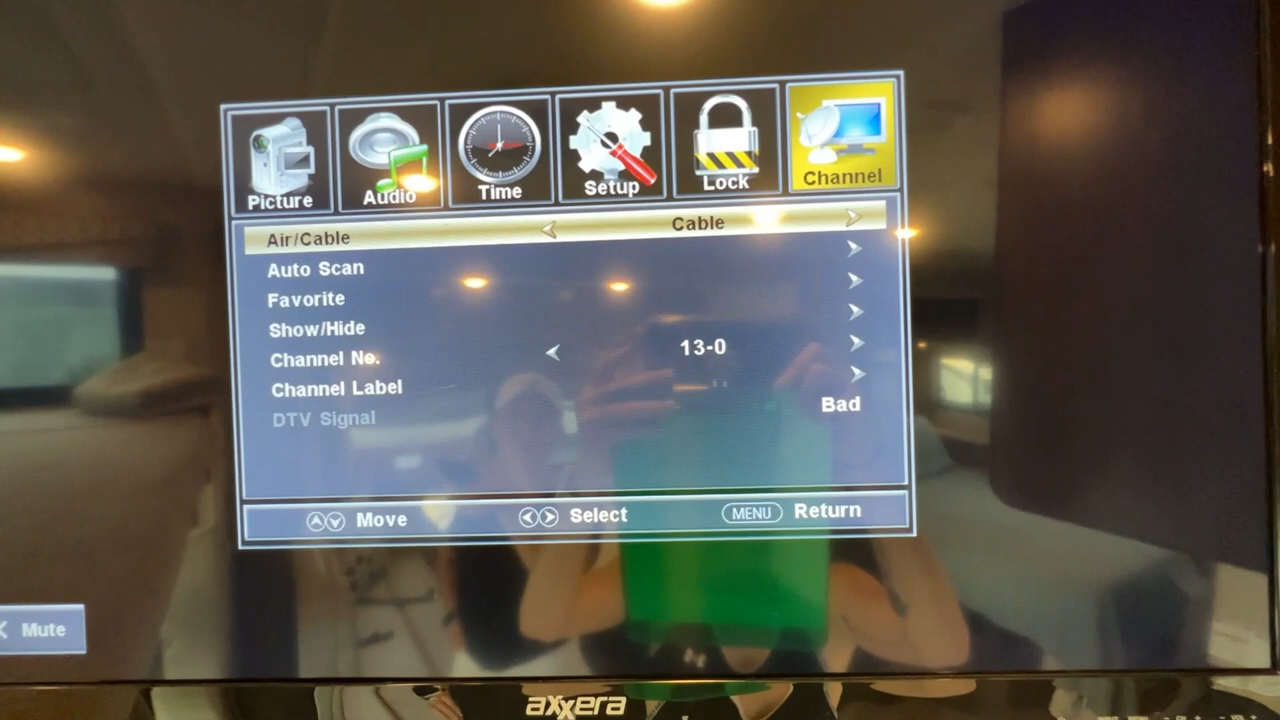 Picture
Audio
Time
Setup
Lock
Channel
Air/Cable Cable
Auto Scan
Favorite
Show/Hide
Channel No. 13-0
Channel Label
DTV Signal Bad
Move Select MENU Return
Mute
axxera